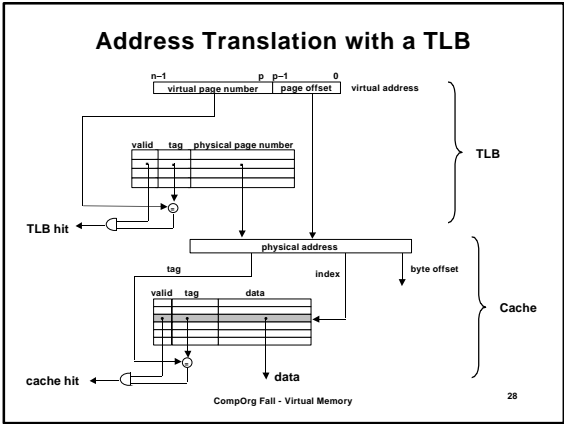 Address Translation with a TLB
n–1 p p–1 0
virtual page number page offset virtual address
valid tag physical page number
TLB
=
TLB hit
physical address
tag index byte offset
valid tag data
Cache
=
cache hit data
CompOrg Fall - Virtual Memory 28